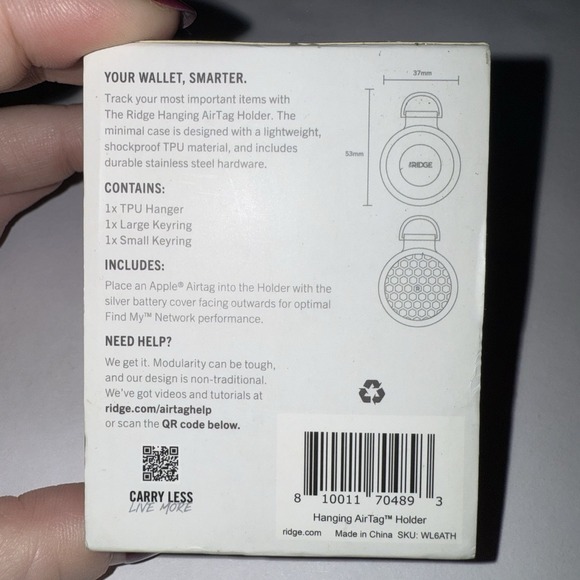 YOUR WALLET, SMARTER.
Track your most important items with
The Ridge Hanging AirTag Holder. The
minimal case is designed with a lightweight,
shockproof TPU material, and includes
durable stainless steel hardware.
CONTAINS:
1x TPU Hanger
1x Large Keyring
1x Small Keyring
INCLUDES:
Place an Apple® Airtag into the Holder with the
silver battery cover facing outwards for optimal
Find My™ Network performance.
NEED HELP?
We get it. Modularity can be tough,
and our design is non-traditional.
We've got videos and tutorials at
ridge.com/airtaghelp
or scan the QR code below.
CARRY LESS
LIVE MORE
37mm
53mm
RIDGE
8 10011 70489 3
Hanging AirTag™ Holder
ridge.com Made in China SKU: WL6ATH